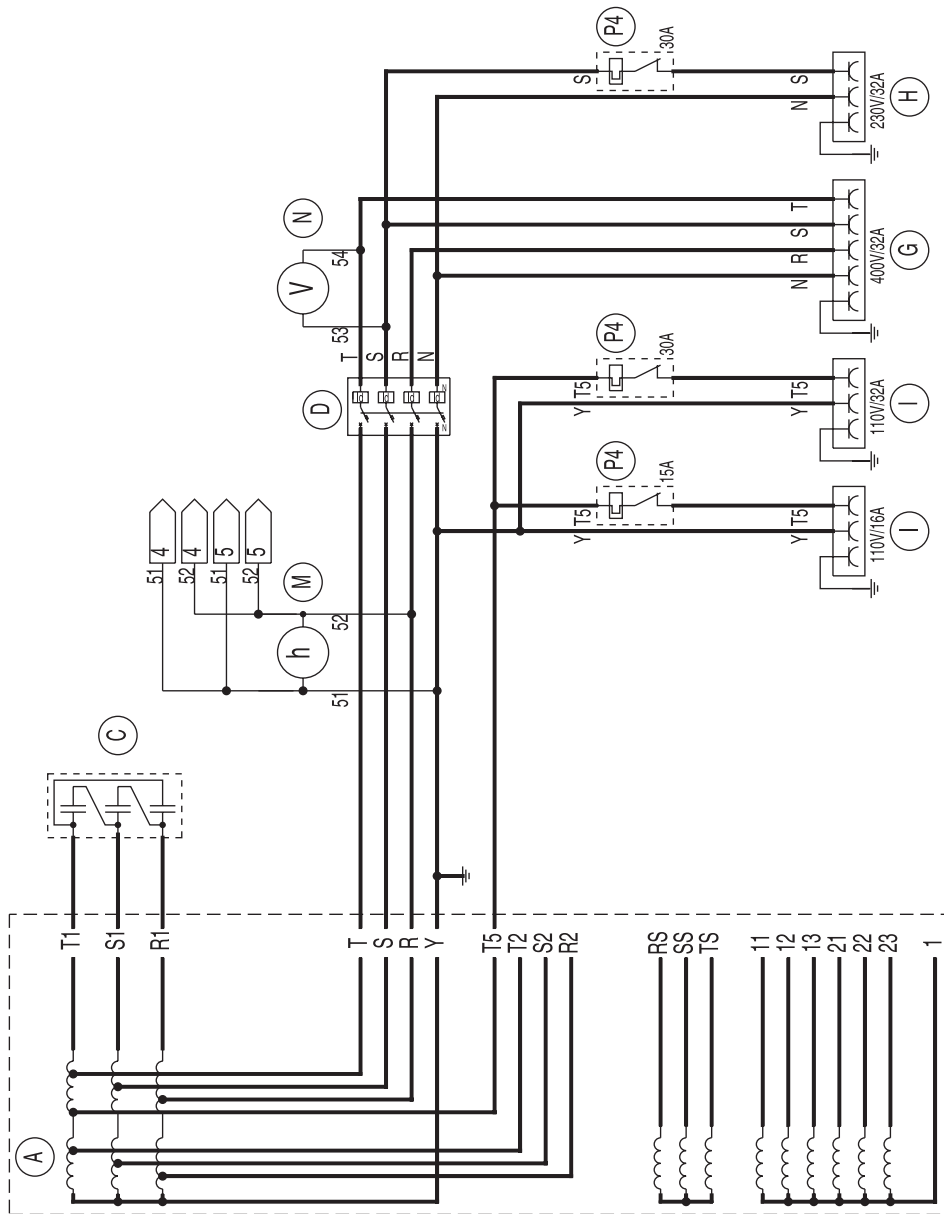 P4
30A
S
S
N
230V/32A
H
N
54
V
53
T
S
R
N
D
N
N
T
S
R
N
400V/32A
G
P4
30A
T5
Y
T5
Y
110V/32A
I
P4
15A
T5
Y
T5
Y
110V/16A
I
51
4
52
4
51
5
52
5
M
52
h
51
C
T1
S1
R1
T
S
R
Y
T5
T2
S2
R2
RS
SS
TS
11
12
13
21
22
23
1
A